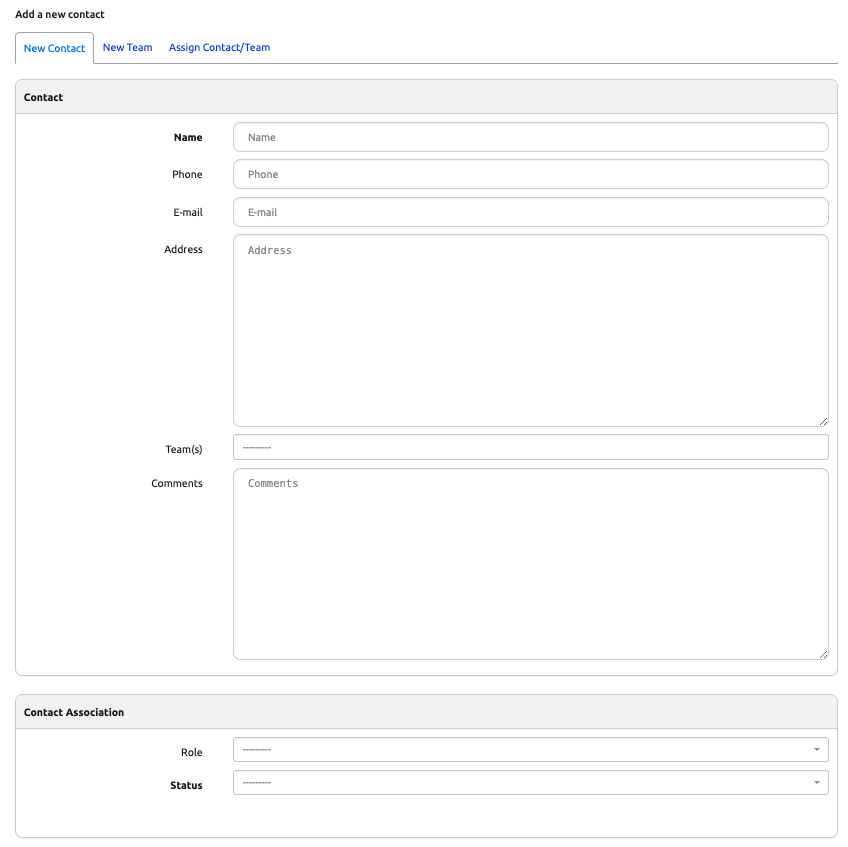 Add a new contact
New Contact New Team Assign Contact/Team
Contact
Name Name
Phone Phone
E-mail E-mail
Address Address
Team(s) ---------
Comments Comments
Contact Association
Role ---------
Status ---------